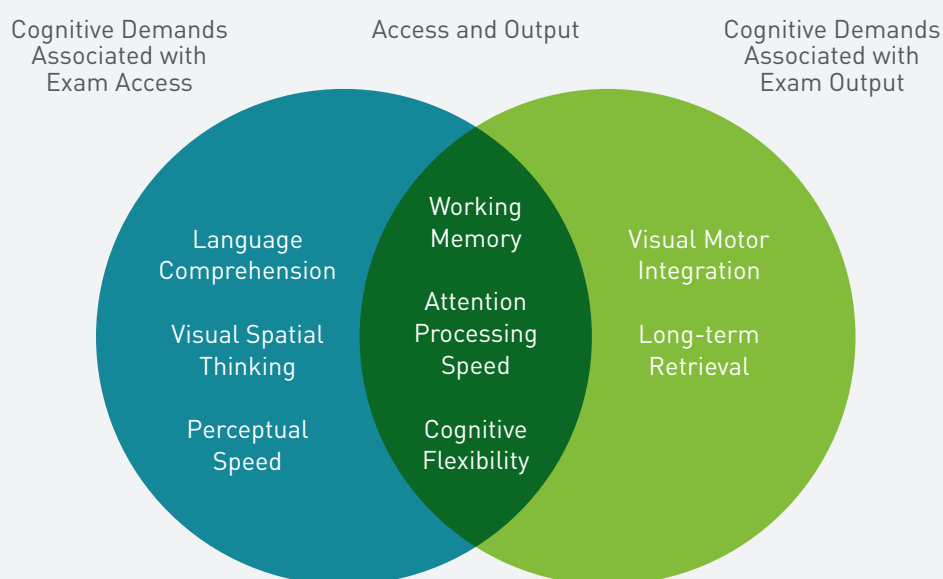 Cognitive Demands
Associated with
Exam Access
Access and Output
Cognitive Demands
Associated with
Exam Output
Language
Comprehension
Visual Spatial
Thinking
Perceptual
Speed
Working
Memory
Attention
Processing
Speed
Cognitive
Flexibility
Visual Motor
Integration
Long-term
Retrieval